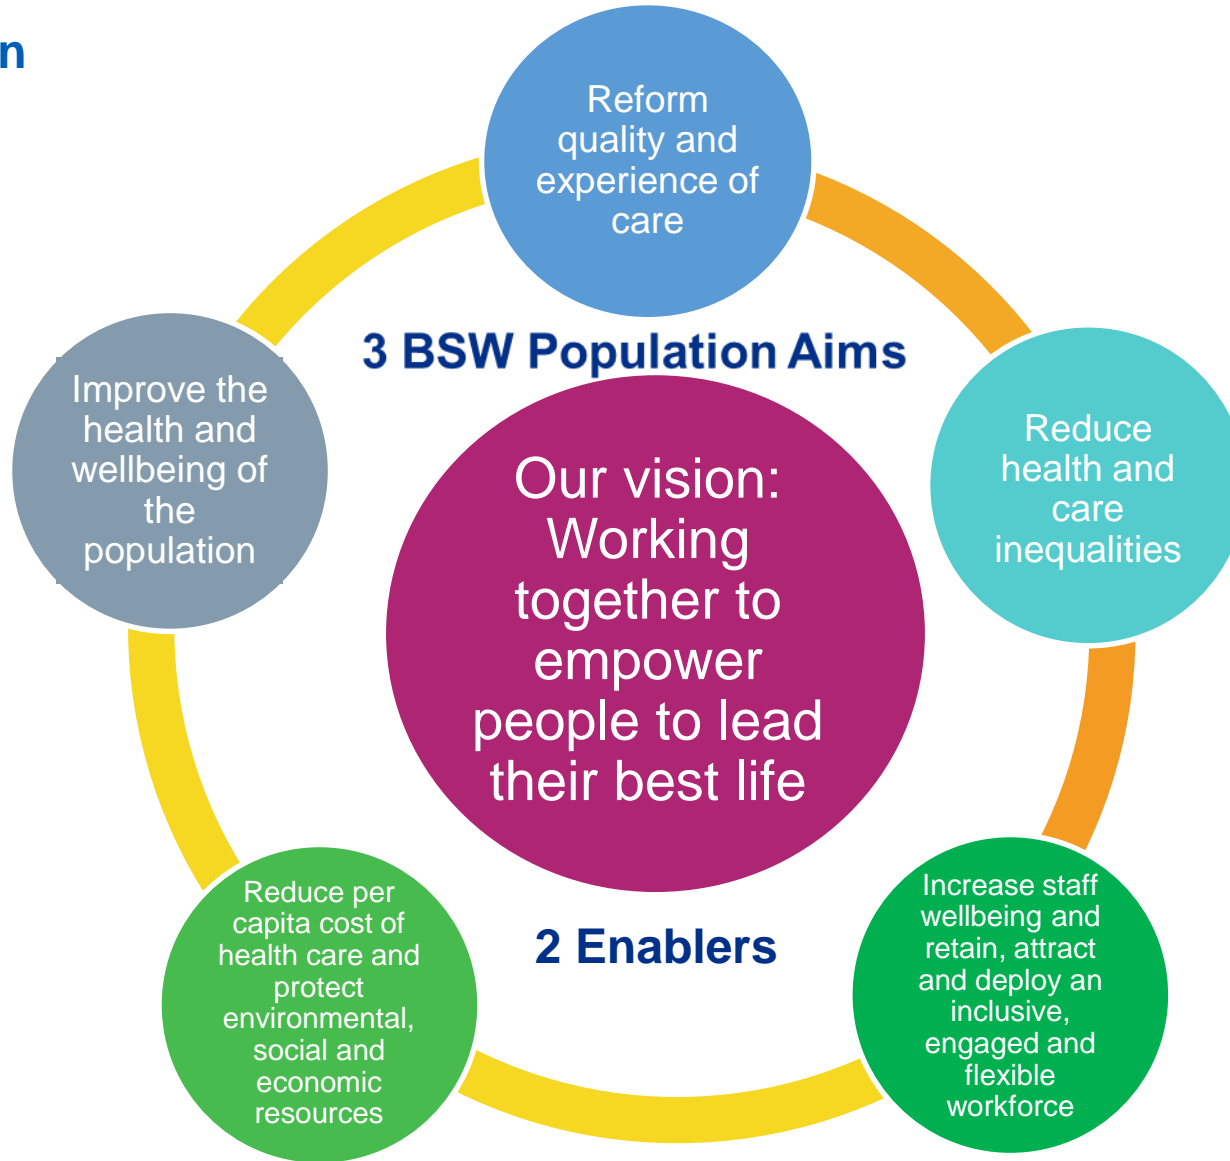 n
Reform
quality and
experience of
care
3 BSW Population Aims
Improve the
health and
wellbeing of
the
population
Reduce
health and
care
inequalities
Our vision:
Working
together to
empower
people to lead
their best life
2 Enablers
Reduce per
capita cost of
health care and
protect
environmental,
social and
economic
resources
Increase staff
wellbeing and
retain, attract
and deploy an
inclusive,
engaged and
flexible
workforce